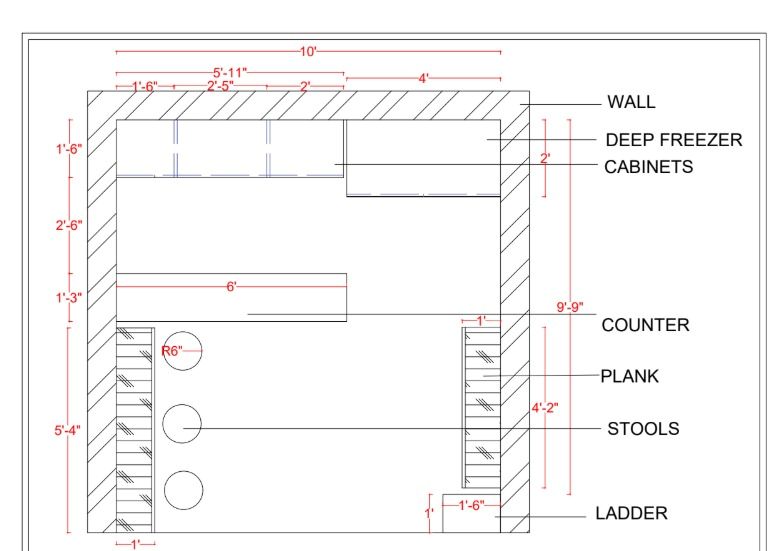 10'
5'-11"
4'
1'-6"
2'-5"
2'
WALL
1'-6"
DEEP FREEZER
2'
CABINETS
2'-6"
1'-3"
6'
9'-9"
1'
COUNTER
R6"
PLANK
4'-2"
5'-4"
STOOLS
1'-6"
1'
LADDER
1'